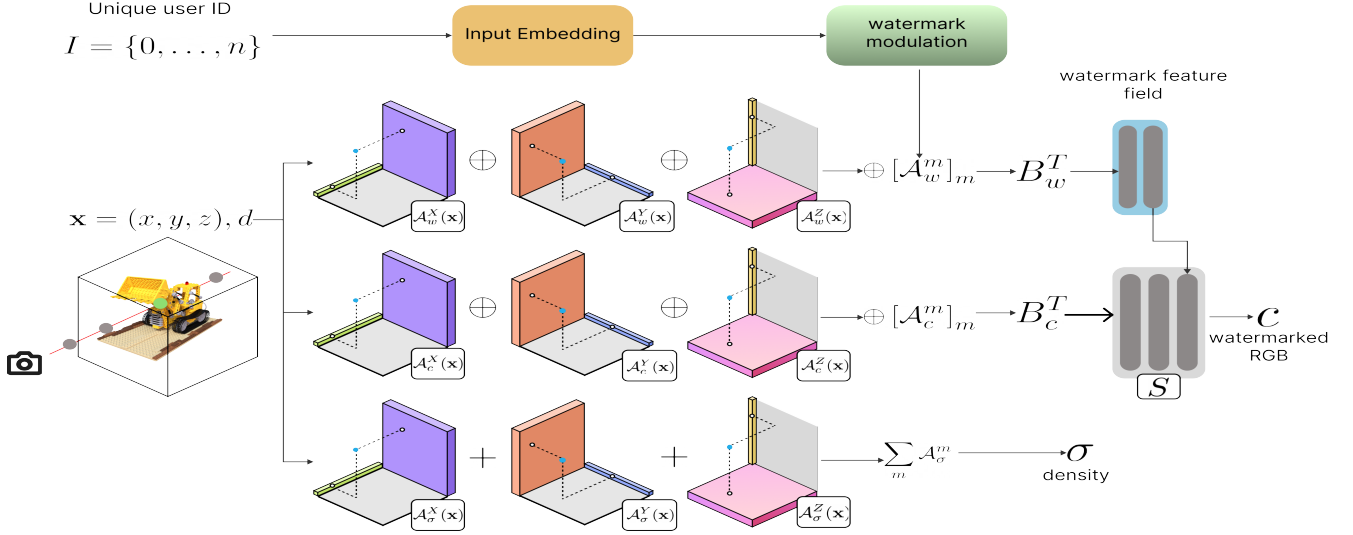 Unique user ID
I = {0, . . . , n}
Input Embedding
watermark
modulation
watermark feature
field
𝒜_w^X(𝐱)
⊕
𝒜_w^Y(𝐱)
⊕
𝒜_w^Z(𝐱)
⊕ [𝒜_w^m]_m
B_w^T
𝐱 = (x, y, z), d
𝒜_c^X(𝐱)
⊕
𝒜_c^Y(𝐱)
⊕
𝒜_c^Z(𝐱)
⊕ [𝒜_c^m]_m
B_c^T
S
c
watermarked
RGB
𝒜_σ^X(𝐱)
+
𝒜_σ^Y(𝐱)
+
𝒜_σ^Z(𝐱)
∑_m 𝒜_σ^m
σ
density